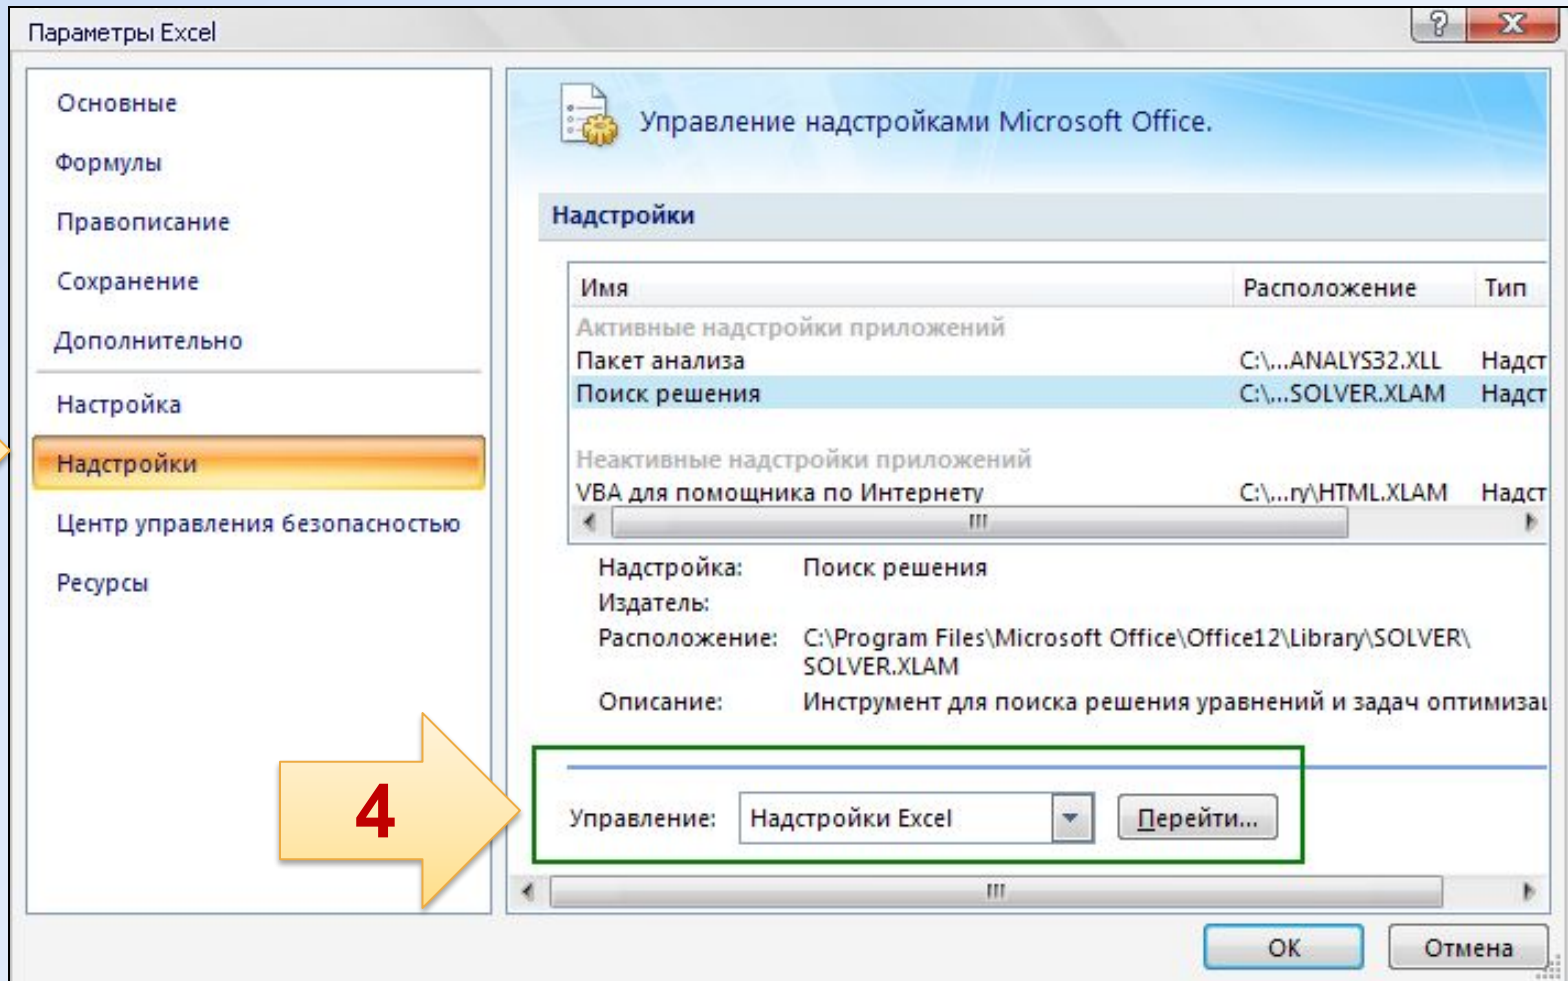 Параметры Excel
?
Основные
Формулы
Правописание
Сохранение
Дополнительно
Настройка
Надстройки
Центр управления безопасностью
Ресурсы
Управление надстройками Microsoft Office.
Надстройки
Имя Расположение Тип
Активные надстройки приложений
Пакет анализа C:\...ANALYS32.XLL Надст
Поиск решения C:\...SOLVER.XLAM Надст
Неактивные надстройки приложений
VBA для помощника по Интернету C:\...ry\HTML.XLAM Надст
Надстройка: Поиск решения
Издатель:
Расположение: C:\Program Files\Microsoft Office\Office12\Library\SOLVER\
SOLVER.XLAM
Описание: Инструмент для поиска решения уравнений и задач оптимизац
4
Управление: Надстройки Excel Перейти...
ОК Отмена